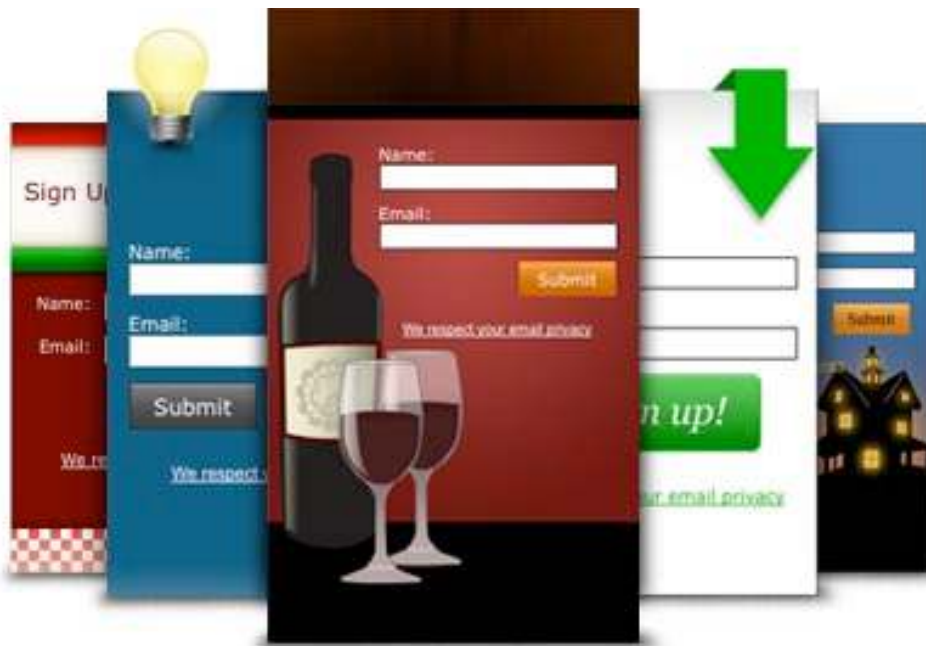 Sign U
Name:
Email:
We re
Name:
Email:
Submit
We respect
Name:
Email:
Submit
We respect your email privacy
n up!
ur email privacy
Submit